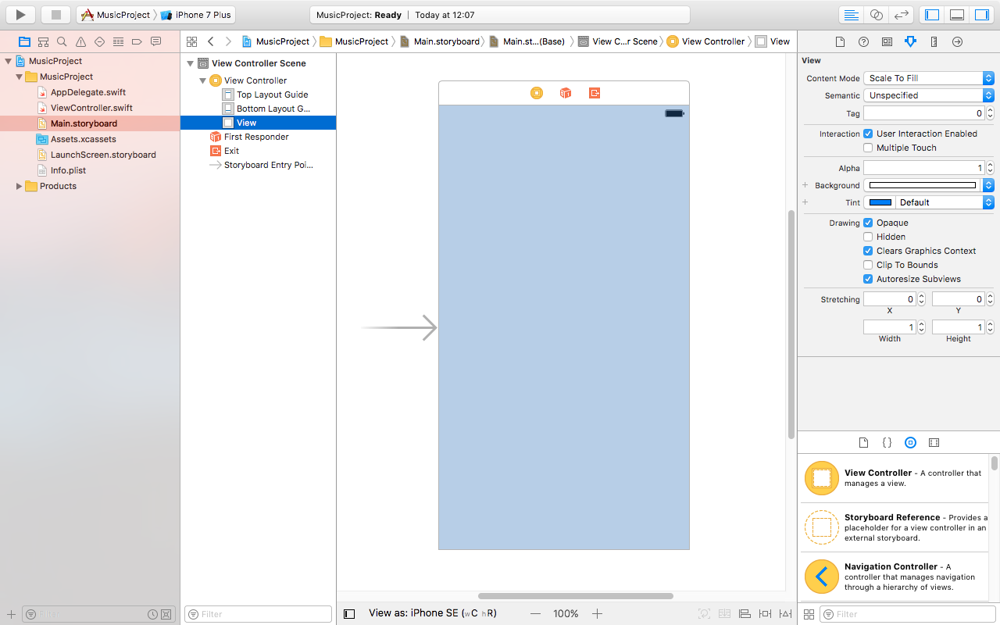 MusicProject iPhone 7 Plus
MusicProject: Ready | Today at 12:07
MusicProject MusicProject Main.storyboard Main.st...(Base) View C...r Scene View Controller View
MusicProject
MusicProject
AppDelegate.swift
ViewController.swift
Main.storyboard
Assets.xcassets
LaunchScreen.storyboard
Info.plist
Products
Filter
View Controller Scene
View Controller
Top Layout Guide
Bottom Layout G...
View
First Responder
Exit
Storyboard Entry Poi...
Filter
View as: iPhone SE (wC hR) — 100% +
View
Content Mode Scale To Fill
Semantic Unspecified
Tag 0
Interaction User Interaction Enabled
Multiple Touch
Alpha 1
+ Background
+ Tint Default
Drawing Opaque
Hidden
Clears Graphics Context
Clip To Bounds
Autoresize Subviews
Stretching 0 0
X Y
1 1
Width Height
View Controller - A controller that
manages a view.
Storyboard Reference - Provides a
placeholder for a view controller in an
external storyboard.
Navigation Controller - A
controller that manages navigation
through a hierarchy of views.
Filter